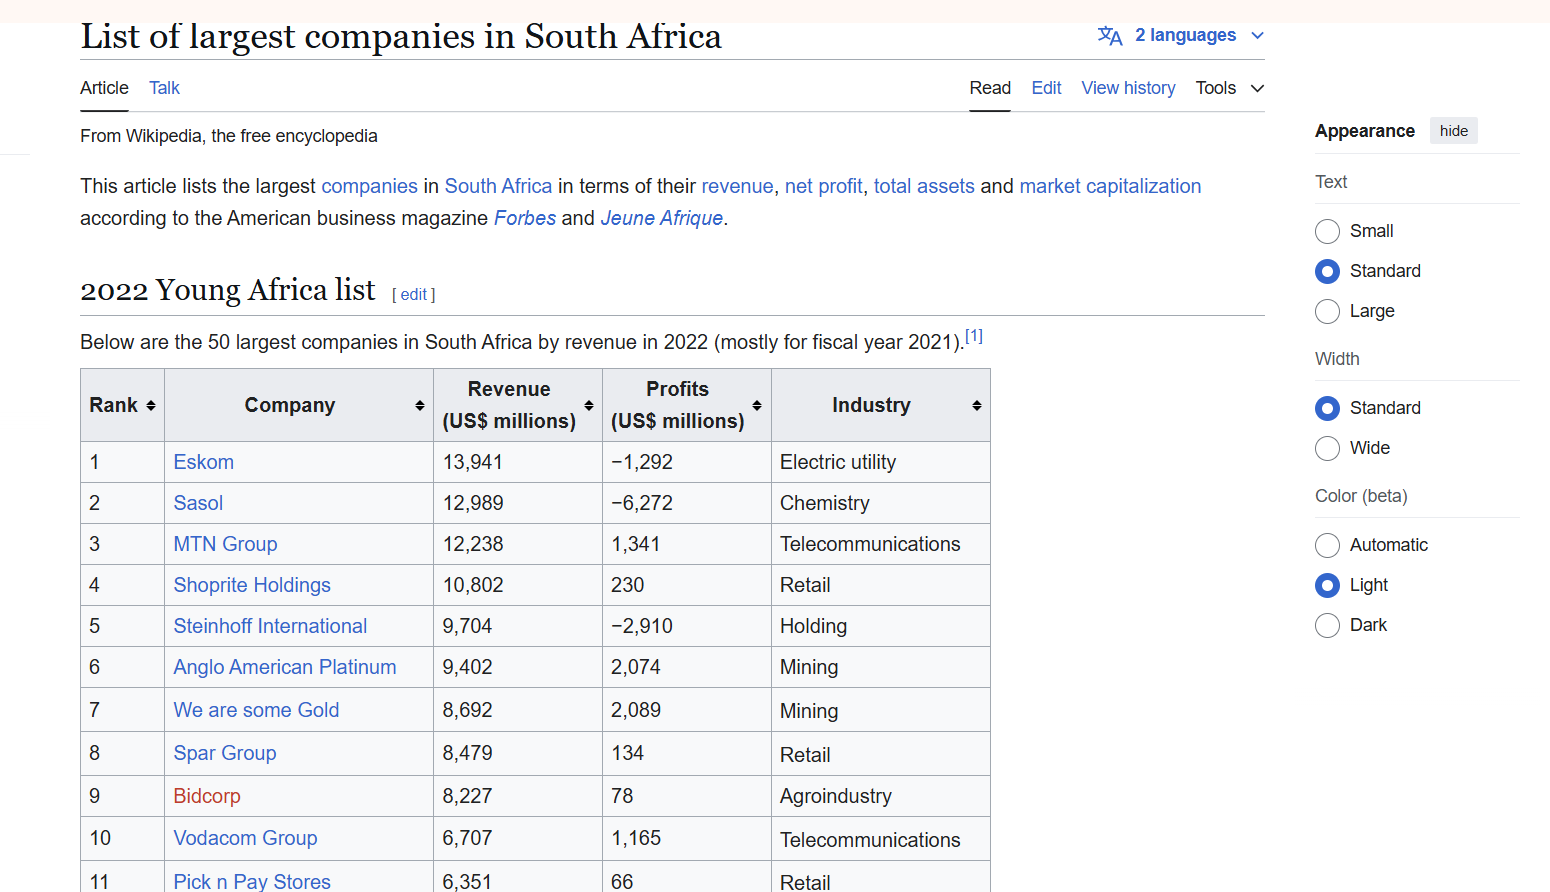 List of largest companies in South Africa
2 languages
Article Talk
Read Edit View history Tools
From Wikipedia, the free encyclopedia
This article lists the largest companies in South Africa in terms of their revenue, net profit, total assets and market capitalization
according to the American business magazine Forbes and Jeune Afrique.
2022 Young Africa list [ edit ]
Below are the 50 largest companies in South Africa by revenue in 2022 (mostly for fiscal year 2021).[1]
Rank Company Revenue (US$ millions) Profits (US$ millions) Industry
1 Eskom 13,941 −1,292 Electric utility
2 Sasol 12,989 −6,272 Chemistry
3 MTN Group 12,238 1,341 Telecommunications
4 Shoprite Holdings 10,802 230 Retail
5 Steinhoff International 9,704 −2,910 Holding
6 Anglo American Platinum 9,402 2,074 Mining
7 We are some Gold 8,692 2,089 Mining
8 Spar Group 8,479 134 Retail
9 Bidcorp 8,227 78 Agroindustry
10 Vodacom Group 6,707 1,165 Telecommunications
11 Pick n Pay Stores 6,351 66 Retail
Appearance hide
Text
Small
Standard
Large
Width
Standard
Wide
Color (beta)
Automatic
Light
Dark